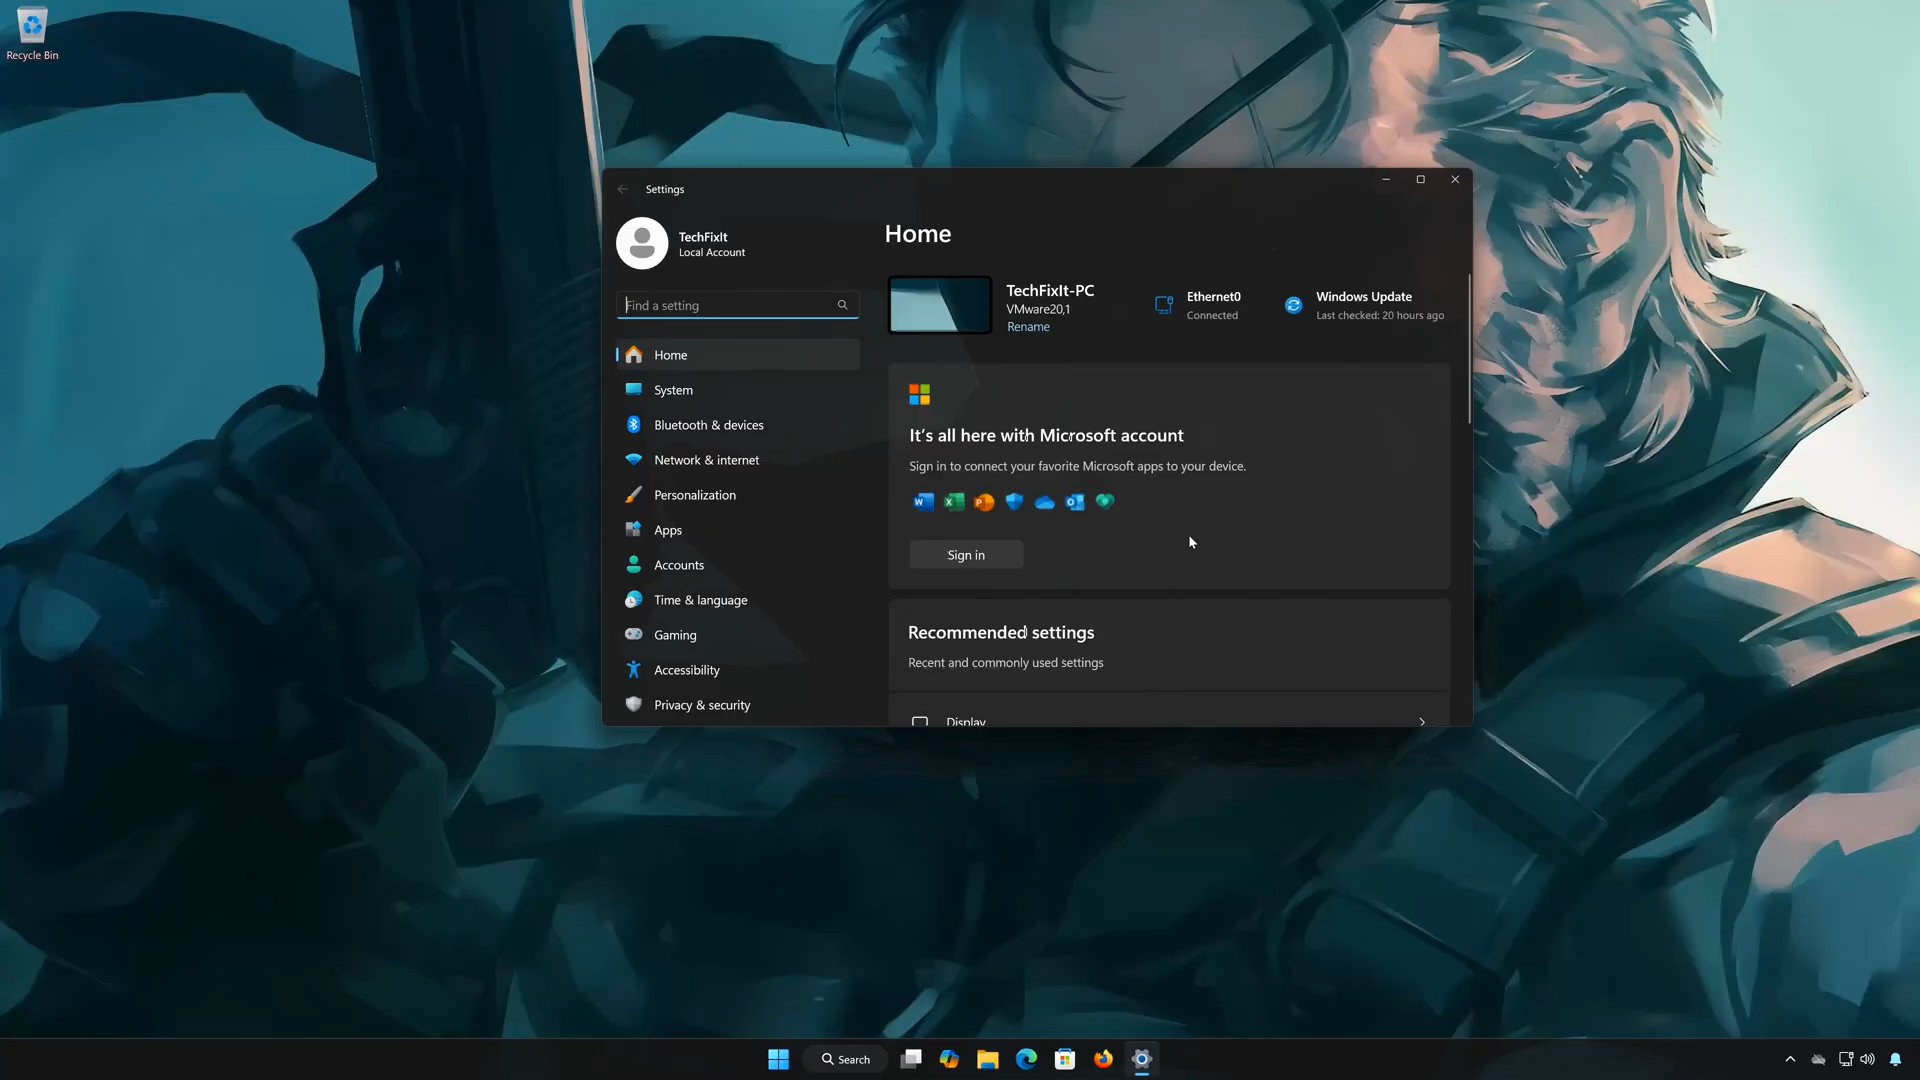 Recycle Bin
Settings
TechFixIt
Local Account
Find a setting
Home
System
Bluetooth & devices
Network & internet
Personalization
Apps
Accounts
Time & language
Gaming
Accessibility
Privacy & security
Home
TechFixIt-PC
VMware20,1
Rename
Ethernet0
Connected
Windows Update
Last checked: 20 hours ago
It's all here with Microsoft account
Sign in to connect your favorite Microsoft apps to your device.
Sign in
Recommended settings
Recent and commonly used settings
Display
Search